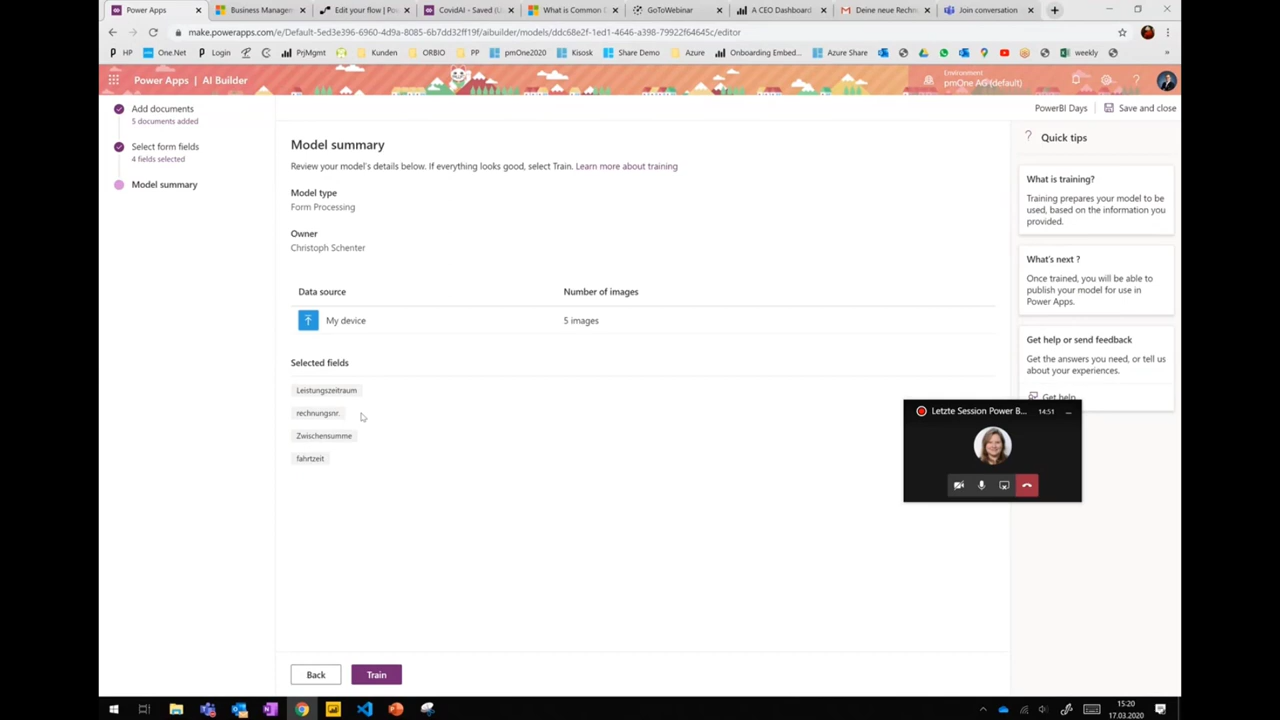 Power Apps
Business Managem
Edit your flow | Po
CovidAI - Saved (U
What is Common D
GoToWebinar
A CEO Dashboard
Deine neue Rechn
Join conversation
make.powerapps.com/e/Default-5ed3e396-6960-4d9a-8085-6b7dd32ff19f/aibuilder/models/ddc68e2f-1ed1-4646-a398-79922f64645c/editor
HP
One.Net
Login
PrjMgmt
Kunden
ORBIO
PP
pmOne2020
Kisosk
Share Demo
Azure
Onboarding Embed...
Azure Share
weekly
»
Power Apps | AI Builder
Environment
pmOne AG (default)
Add documents
5 documents added
Select form fields
4 fields selected
Model summary
PowerBI Days
Save and close
Model summary
Review your model's details below. If everything looks good, select Train. Learn more about training
Model type
Form Processing
Owner
Christoph Schenter
Data source
Number of images
My device
5 images
Selected fields
Leistungszeitraum
rechnungsnr.
Zwischensumme
fahrtzeit
Back
Train
Quick tips
What is training?
Training prepares your model to be
used, based on the information you
provided.
What's next ?
Once trained, you will be able to
publish your model for use in
Power Apps.
Get help or send feedback
Get the answers you need, or tell us
about your experiences.
Get help
Letzte Session Power B...
14:51
15:20
17.03.2020